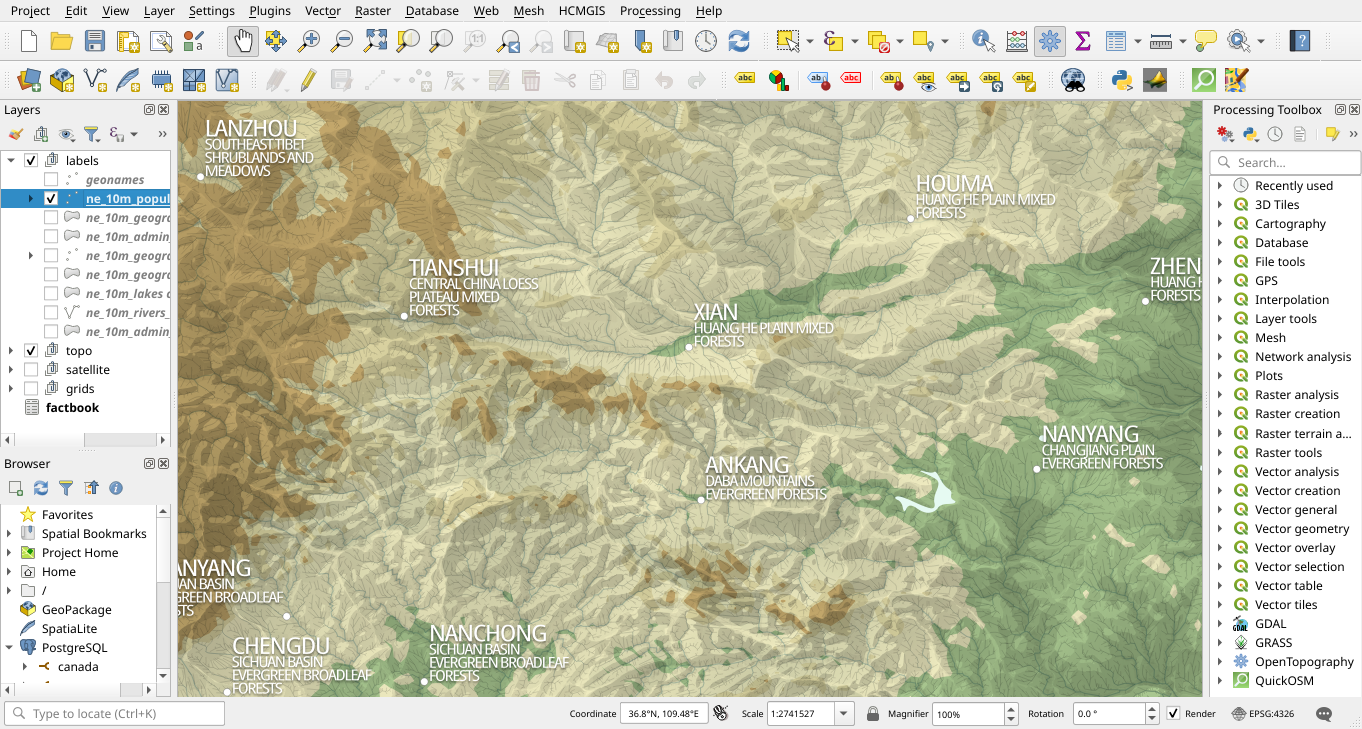 Project Edit View Layer Settings Plugins Vector Raster Database Web Mesh HCMGIS Processing Help
Layers
labels
geonames
ne_10m_popul
ne_10m_geogra
ne_10m_admin_
ne_10m_geogra
ne_10m_geogra
ne_10m_lakes
ne_10m_rivers_
ne_10m_admin_
topo
satellite
grids
factbook
Browser
Favorites
Spatial Bookmarks
Project Home
Home
/
GeoPackage
SpatiaLite
PostgreSQL
canada
LANZHOU
SOUTHEAST TIBET
SHRUBLANDS AND
MEADOWS
HOUMA
HUANG HE PLAIN MIXED
FORESTS
TIANSHUI
CENTRAL CHINA LOESS
PLATEAU MIXED
FORESTS
ZHEN
HUANG H
FORESTS
XIAN
HUANG HE PLAIN MIXED
FORESTS
NANYANG
CHANGJIANG PLAIN
EVERGREEN FORESTS
ANKANG
DABA MOUNTAINS
EVERGREEN FORESTS
ANYANG
UAN BASIN
GREEN BROADLEAF
STS
CHENGDU
SICHUAN BASIN
EVERGREEN BROADLEAF
FORESTS
NANCHONG
SICHUAN BASIN
EVERGREEN BROADLEAF
FORESTS
Processing Toolbox
Search...
Recently used
3D Tiles
Cartography
Database
File tools
GPS
Interpolation
Layer tools
Mesh
Network analysis
Plots
Raster analysis
Raster creation
Raster terrain a...
Raster tools
Vector analysis
Vector creation
Vector general
Vector geometry
Vector overlay
Vector selection
Vector table
Vector tiles
GDAL
GRASS
OpenTopography
QuickOSM
Type to locate (Ctrl+K) Coordinate 36.8°N, 109.48°E Scale 1:2741527 Magnifier 100% Rotation 0.0 ° Render EPSG:4326